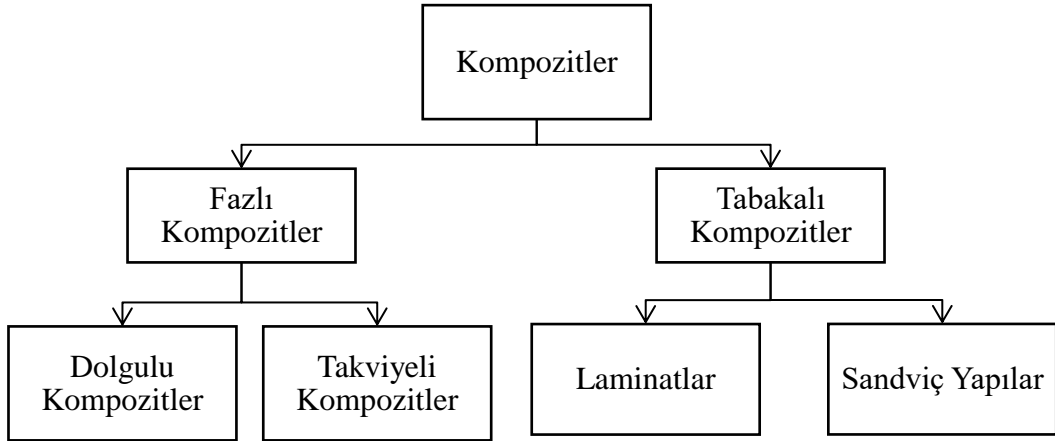 Kompozitler
Fazlı
Kompozitler
Tabakalı
Kompozitler
Dolgulu
Kompozitler
Takviyeli
Kompozitler
Laminatlar
Sandviç Yapılar